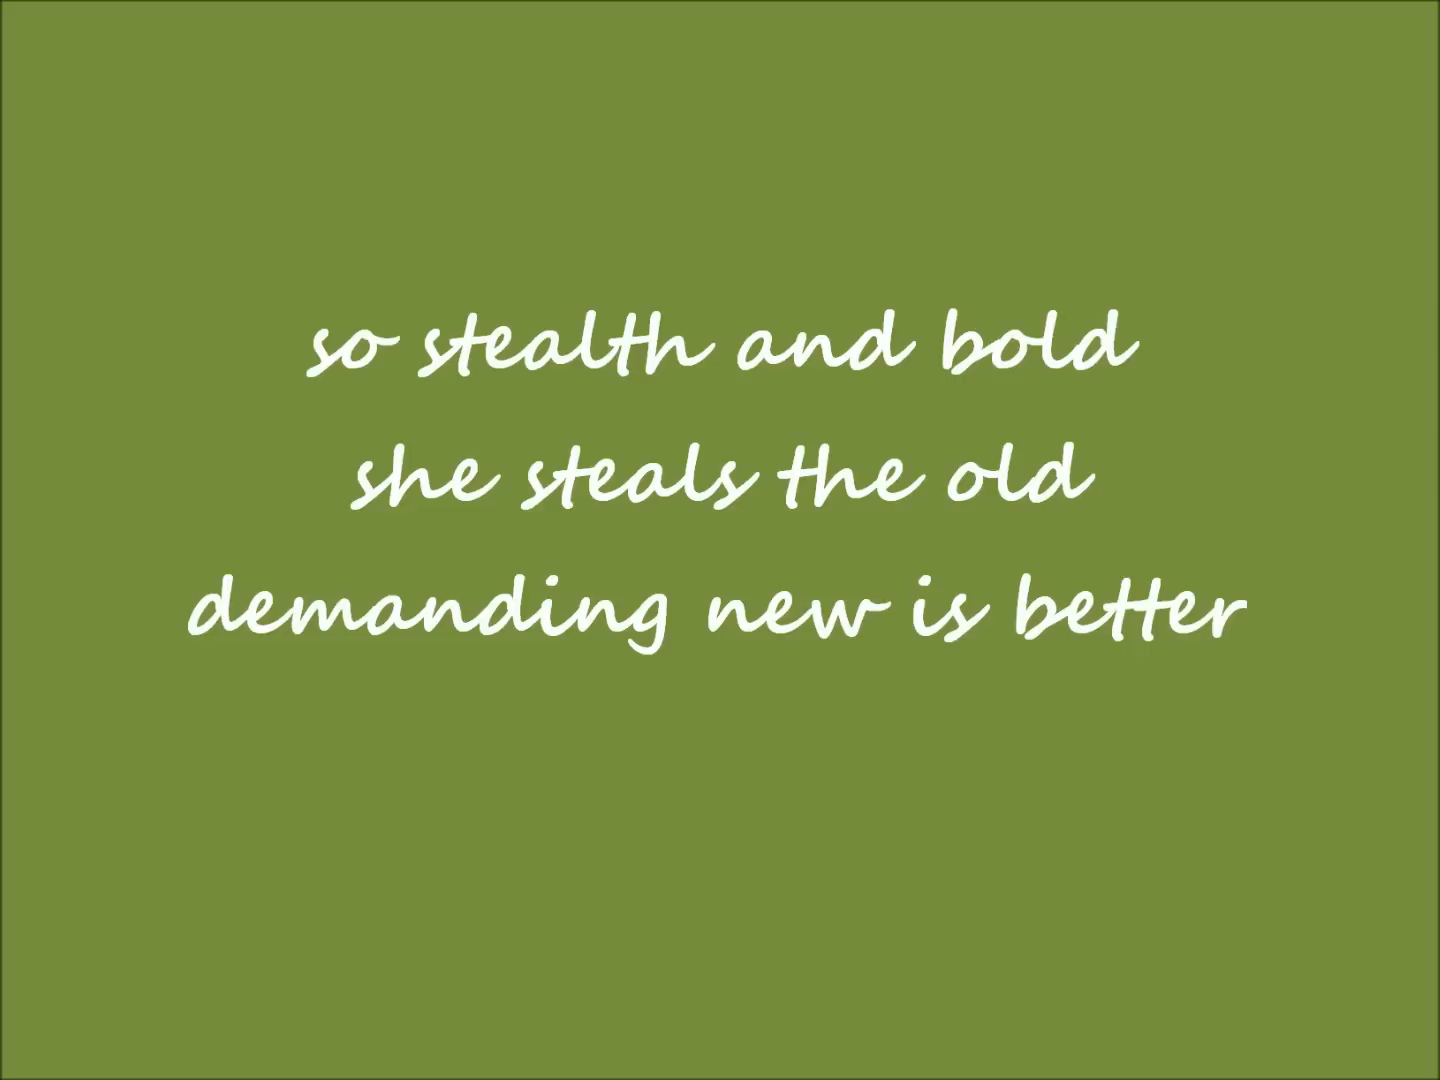 so stealth and bold
she steals the old
demanding new is better